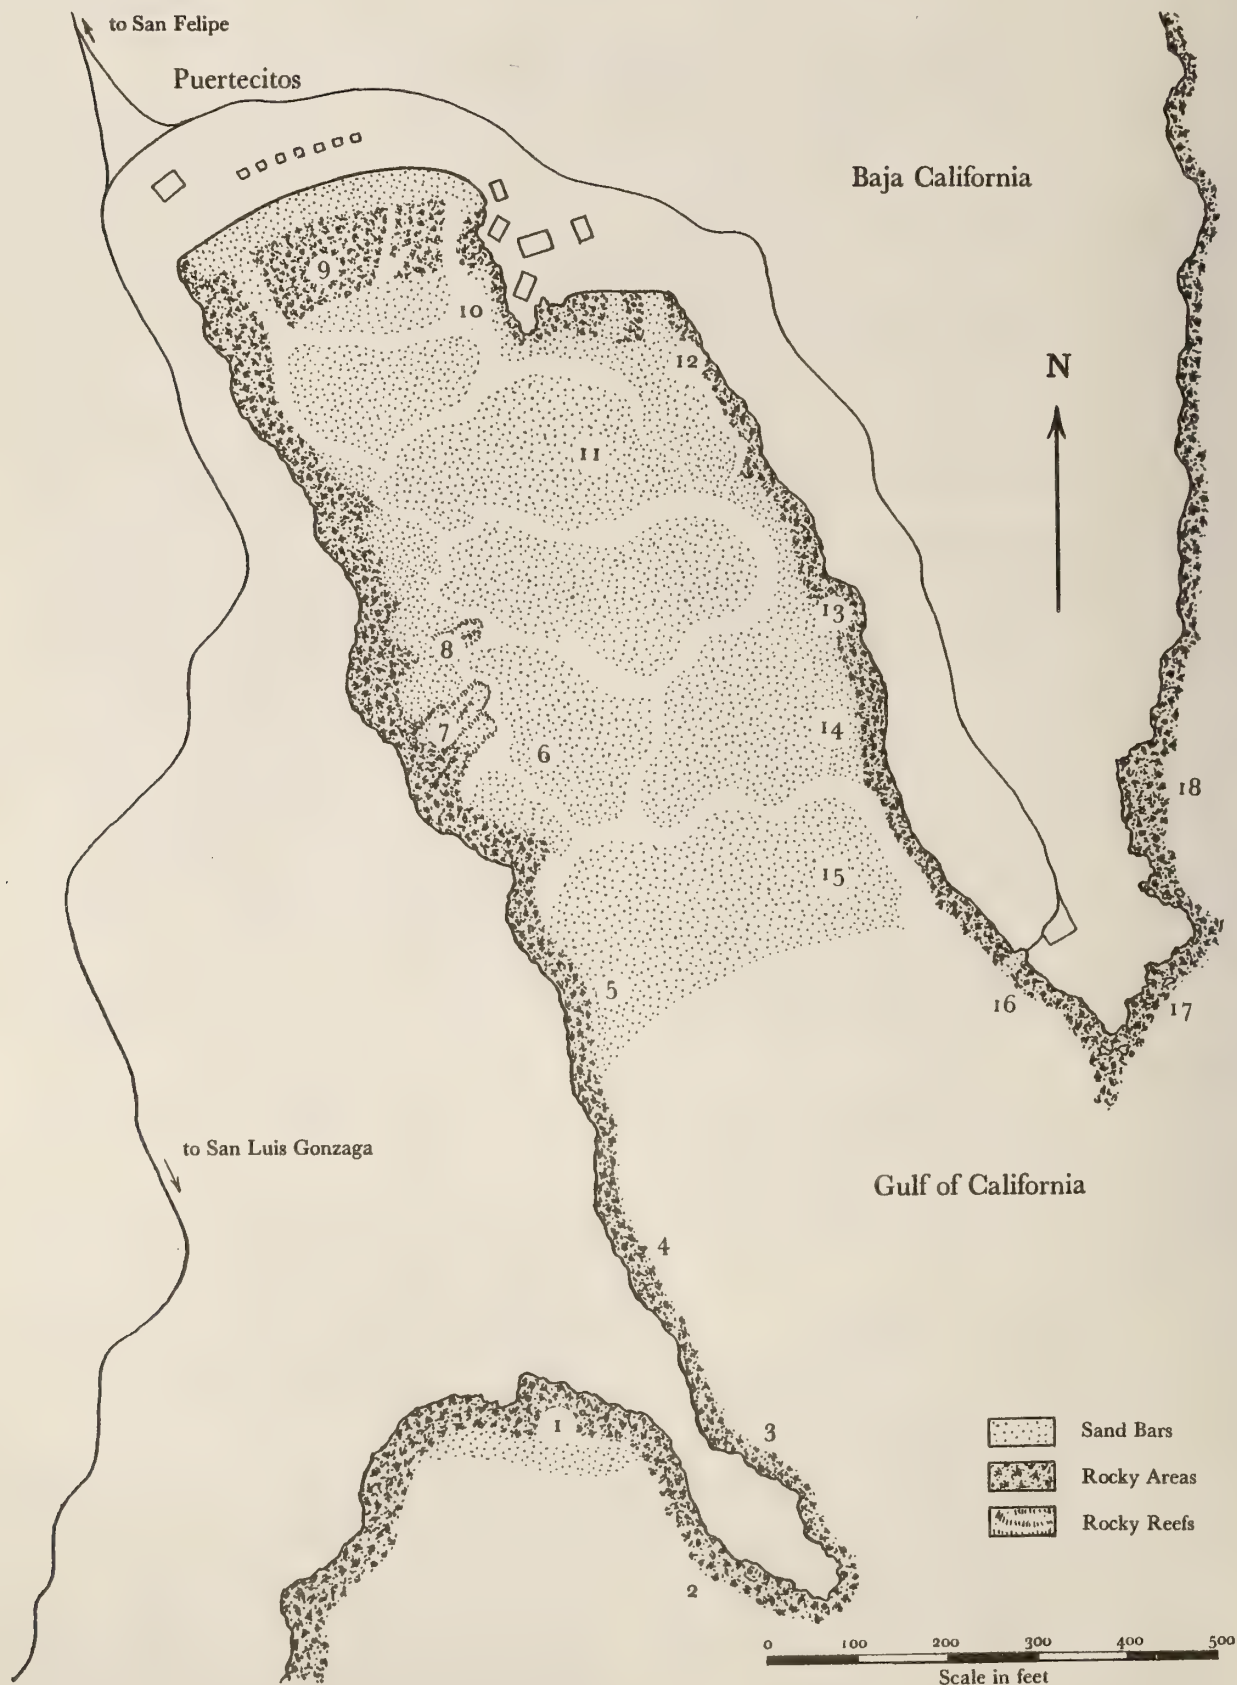 to San Felipe
Puertecitos
Baja California
9
10
12
N
11
13
8
7
14
6
18
15
5
16
17
to San Luis Gonzaga
Gulf of California
4
3
1
2
Sand Bars
Rocky Areas
Rocky Reefs
0 100 200 300 400 500
Scale in feet